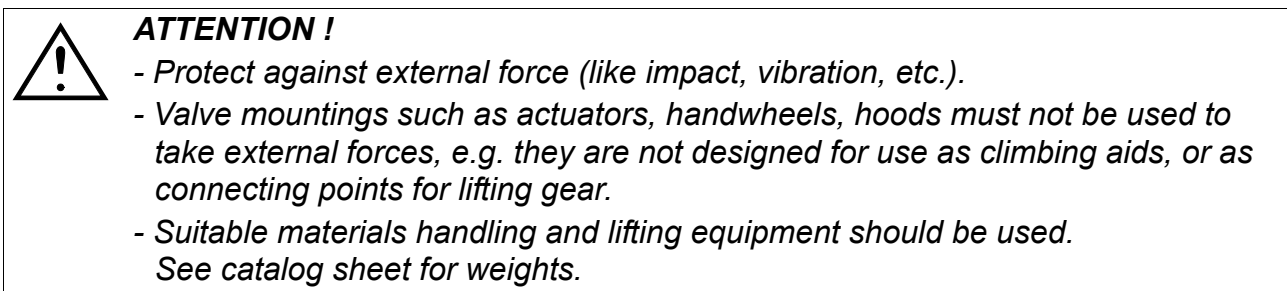 ATTENTION !
- Protect against external force (like impact, vibration, etc.).
- Valve mountings such as actuators, handwheels, hoods must not be used to
take external forces, e.g. they are not designed for use as climbing aids, or as
connecting points for lifting gear.
- Suitable materials handling and lifting equipment should be used.
See catalog sheet for weights.